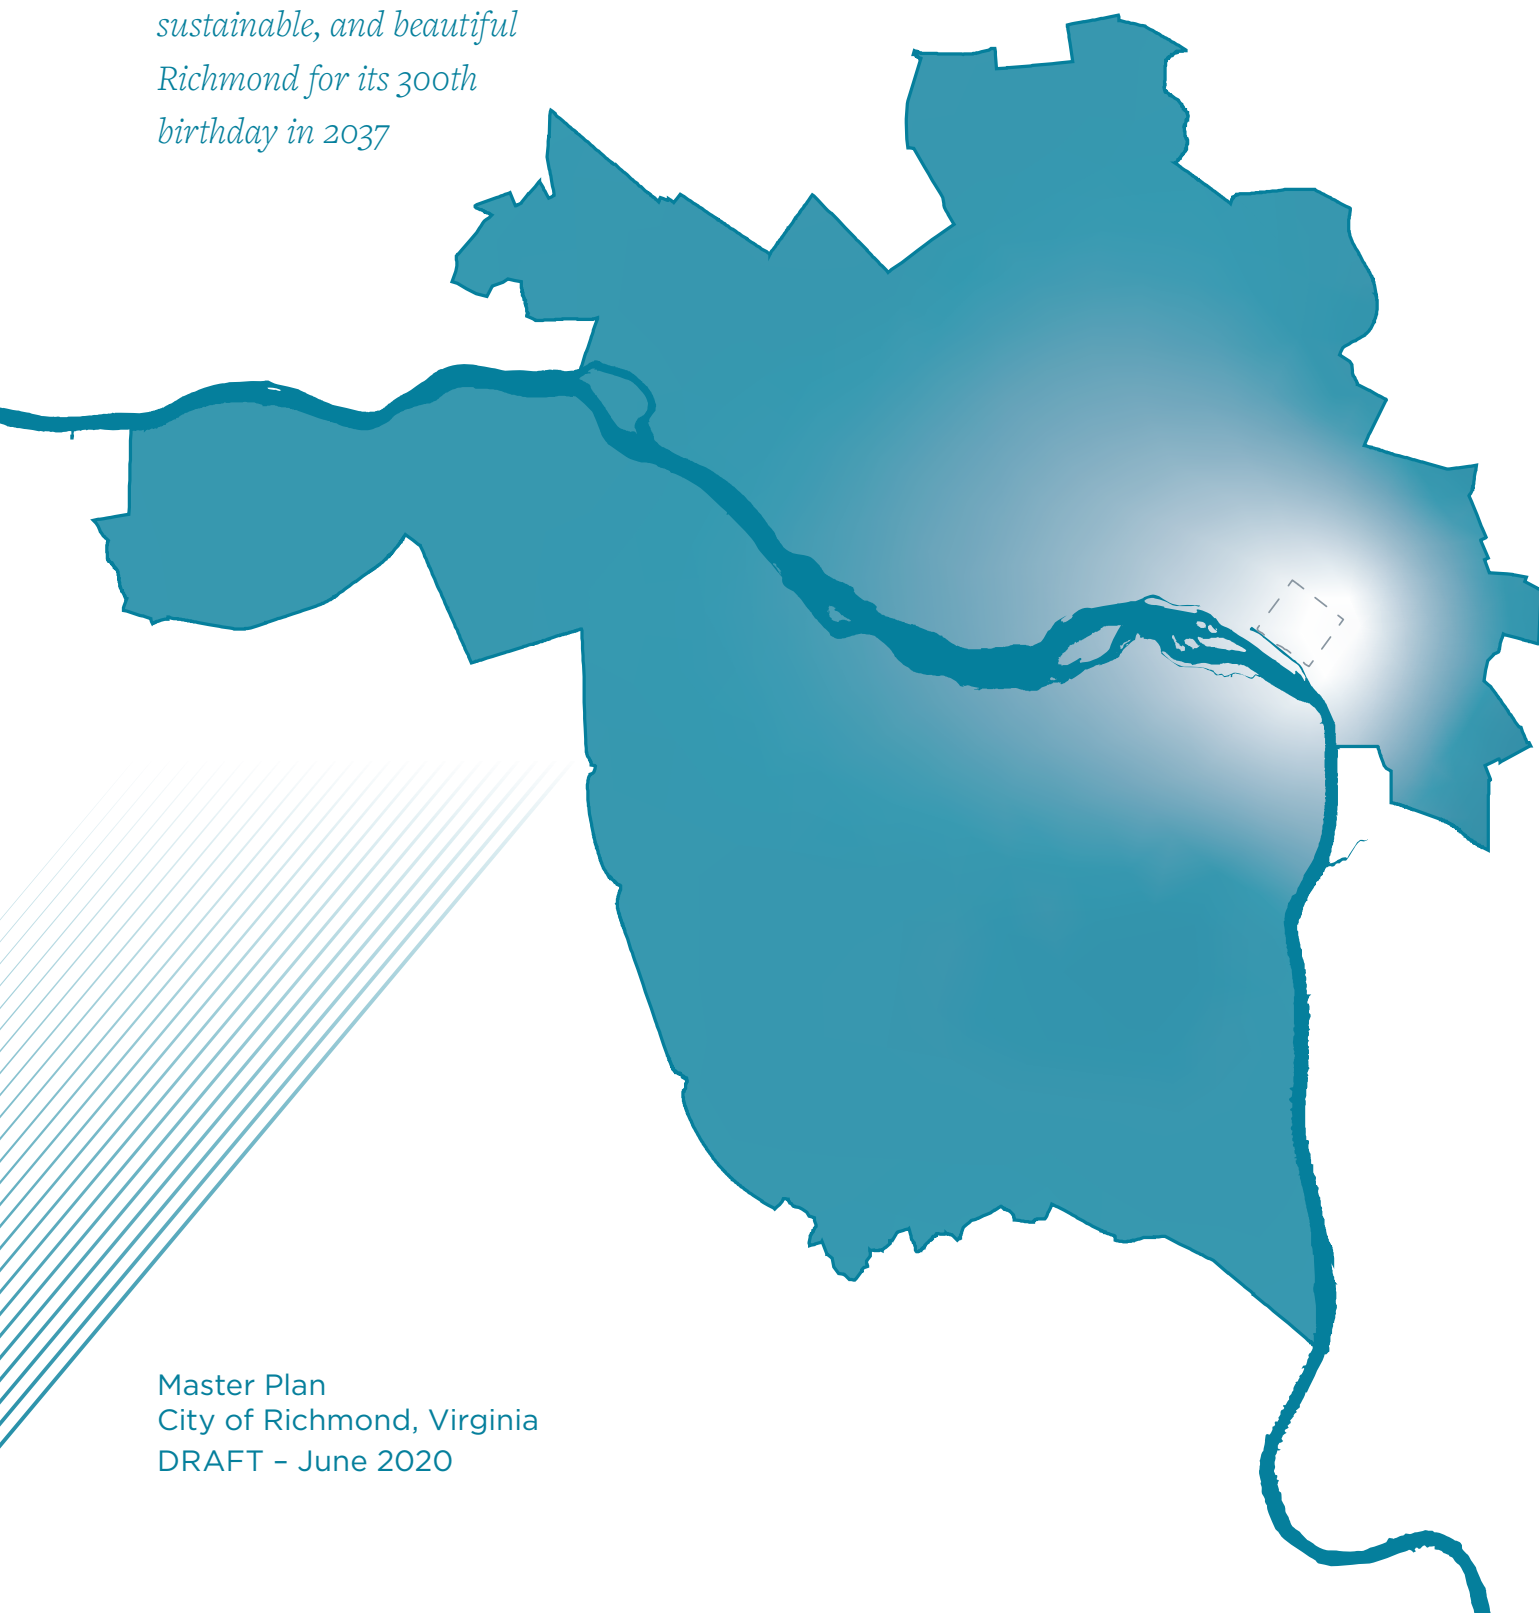 sustainable, and beautiful
Richmond for its 300th
birthday in 2037
Master Plan
City of Richmond, Virginia
DRAFT – June 2020